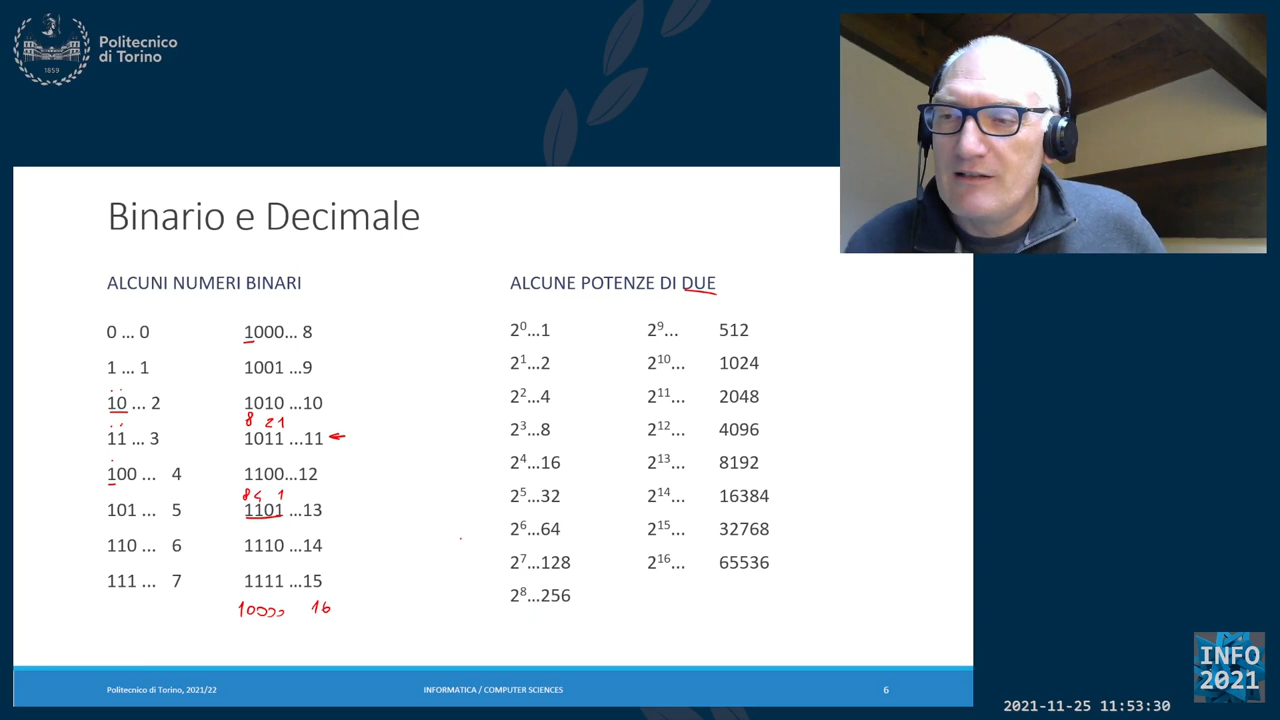 Politecnico
di Torino
1859
Binario e Decimale
ALCUNI NUMERI BINARI
0 ... 0
1 ... 1
10 ... 2
11 ... 3
100 ... 4
101 ... 5
110 ... 6
111 ... 7
1000... 8
1001 ...9
1010 ...10
8 21
1011 ...11
1100...12
84 1
1101 ...13
1110 ...14
1111 ...15
10000 16
ALCUNE POTENZE DI DUE
2⁰...1
2¹...2
2²...4
2³...8
2⁴...16
2⁵...32
2⁶...64
2⁷...128
2⁸...256
2⁹... 512
2¹⁰... 1024
2¹¹... 2048
2¹²... 4096
2¹³... 8192
2¹⁴... 16384
2¹⁵... 32768
2¹⁶... 65536
Politecnico di Torino, 2021/22
INFORMATICA / COMPUTER SCIENCES
6
INFO
2021
2021-11-25 11:53:30